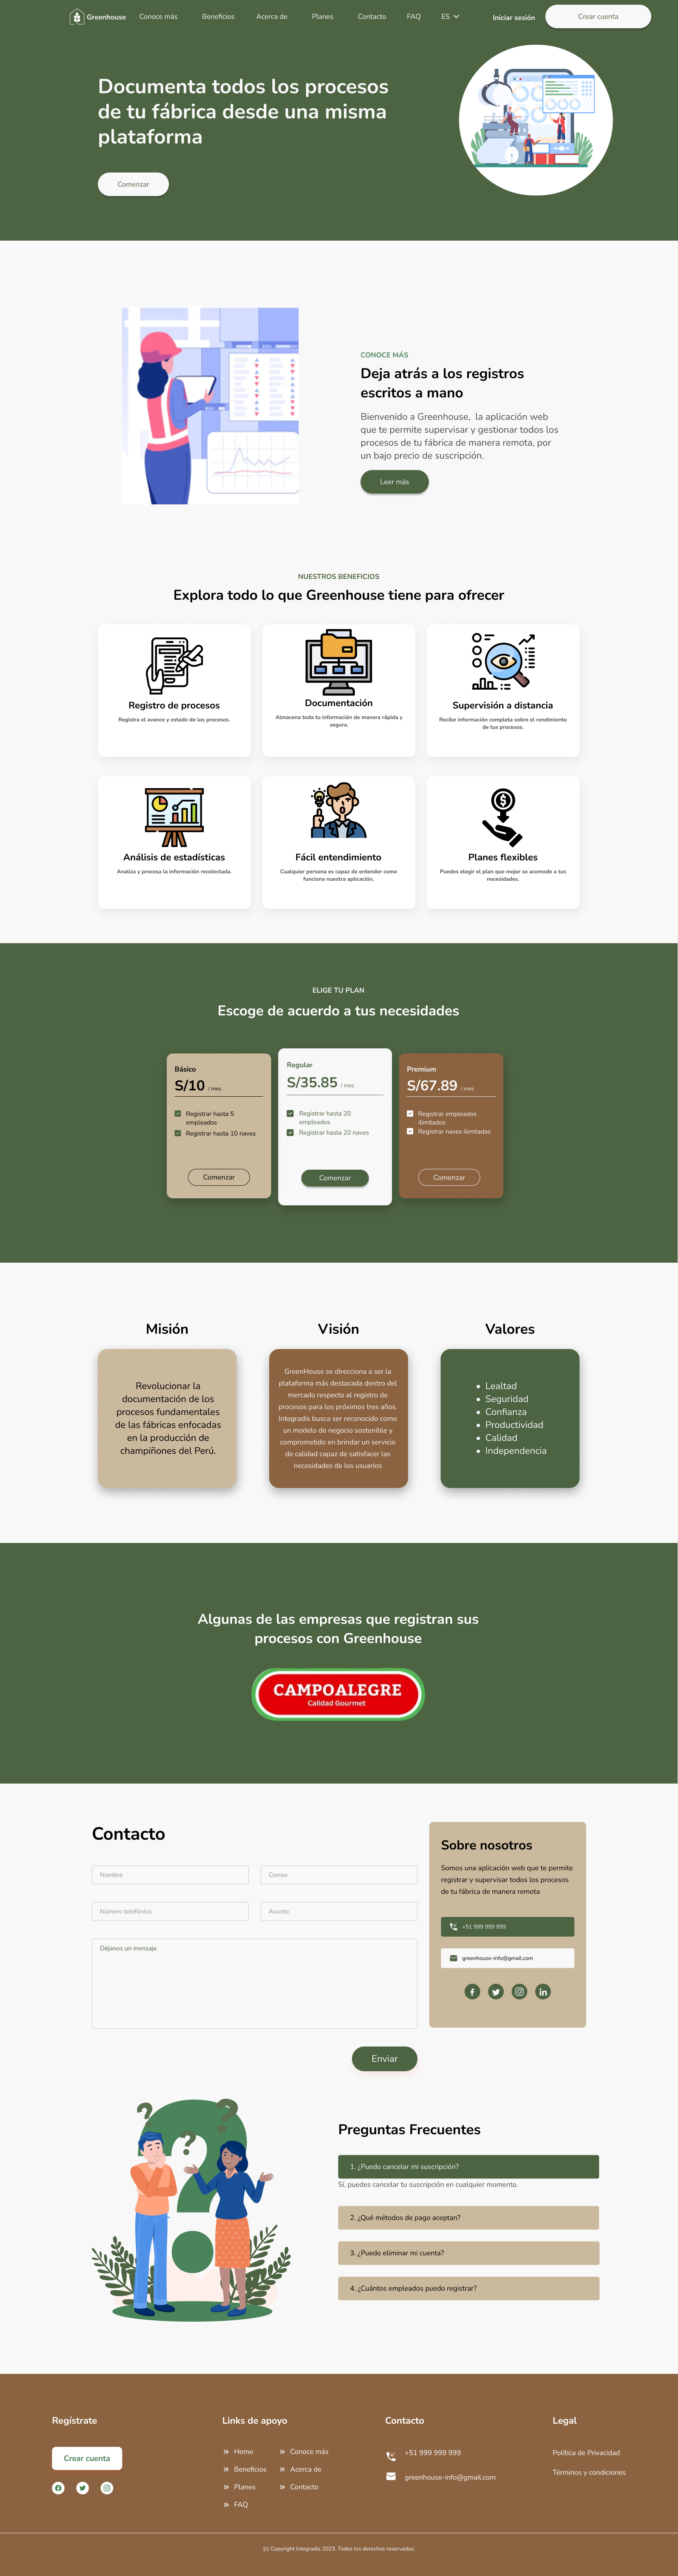 Greenhouse
Conoce más
Beneficios
Acerca de
Planes
Contacto
FAQ
ES
Iniciar sesión
Crear cuenta
Documenta todos los procesos
de tu fábrica desde una misma
plataforma
Comenzar
CONOCE MÁS
Deja atrás a los registros
escritos a mano
Bienvenido a Greenhouse, la aplicación web
que te permite supervisar y gestionar todos los
procesos de tu fábrica de manera remota, por
un bajo precio de suscripción.
Leer más
NUESTROS BENEFICIOS
Explora todo lo que Greenhouse tiene para ofrecer
Registro de procesos
Registra el avance y estado de los procesos.
Documentación
Almacena toda tu información de manera rápida y
segura.
Supervisión a distancia
Recibe información completa sobre el rendimiento
de tus procesos.
Análisis de estadísticas
Analiza y procesa la información recolectada.
Fácil entendimiento
Cualquier persona es capaz de entender como
funciona nuestra aplicación.
Planes flexibles
Puedes elegir el plan que mejor se acomode a tus
necesidades.
ELIGE TU PLAN
Escoge de acuerdo a tus necesidades
Básico
S/10 / mes
Registrar hasta 5
empleados
Registrar hasta 10 naves
Comenzar
Regular
S/35.85 / mes
Registrar hasta 20
empleados
Registrar hasta 20 naves
Comenzar
Premium
S/67.89 / mes
Registrar empleados
ilimitados
Registrar naves ilimitadas
Comenzar
Misión
Revolucionar la
documentación de los
procesos fundamentales
de las fábricas enfocadas
en la producción de
champiñones del Perú.
Visión
GreenHouse se direcciona a ser la
plataforma más destacada dentro del
mercado respecto al registro de
procesos para los próximos tres años.
Integradis busca ser reconocido como
un modelo de negocio sostenible y
comprometido en brindar un servicio
de calidad capaz de satisfacer las
necesidades de los usuarios
Valores
• Lealtad
• Seguridad
• Confianza
• Productividad
• Calidad
• Independencia
Algunas de las empresas que registran sus
procesos con Greenhouse
CAMPOALEGRE
Calidad Gourmet
Contacto
Nombre
Correo
Número telefónico
Asunto
Déjanos un mensaje
Enviar
Sobre nosotros
Somos una aplicación web que te permite
registrar y supervisar todos los procesos
de tu fábrica de manera remota
+51 999 999 999
greenhouse-info@gmail.com
Preguntas Frecuentes
1. ¿Puedo cancelar mi suscripción?
Sí, puedes cancelar tu suscripción en cualquier momento.
2. ¿Qué métodos de pago aceptan?
3. ¿Puedo eliminar mi cuenta?
4. ¿Cuántos empleados puedo registrar?
Regístrate
Crear cuenta
Links de apoyo
Home
Conoce más
Beneficios
Acerca de
Planes
Contacto
FAQ
Contacto
+51 999 999 999
greenhouse-info@gmail.com
Legal
Política de Privacidad
Términos y condiciones
(c) Copyright Integradis 2023. Todos los derechos reservados.